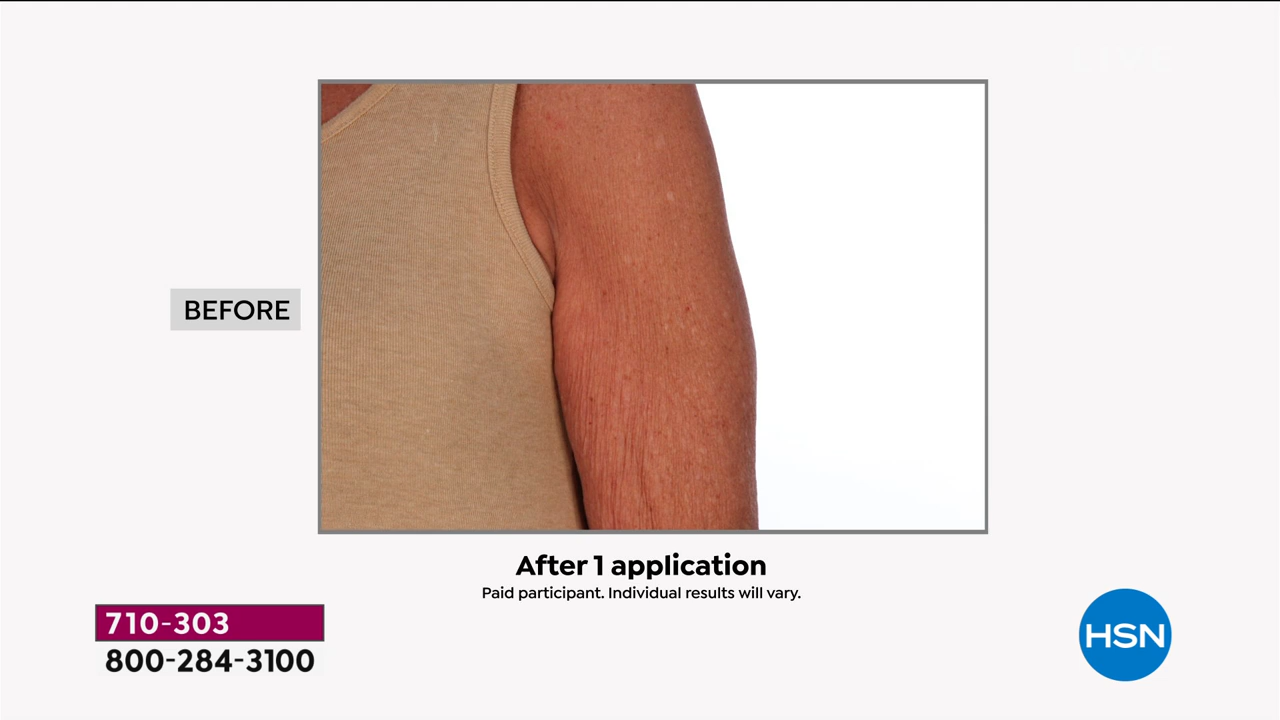 BEFORE
After 1 application
Paid participant. Individual results will vary.
710-303
800-284-3100
HSN